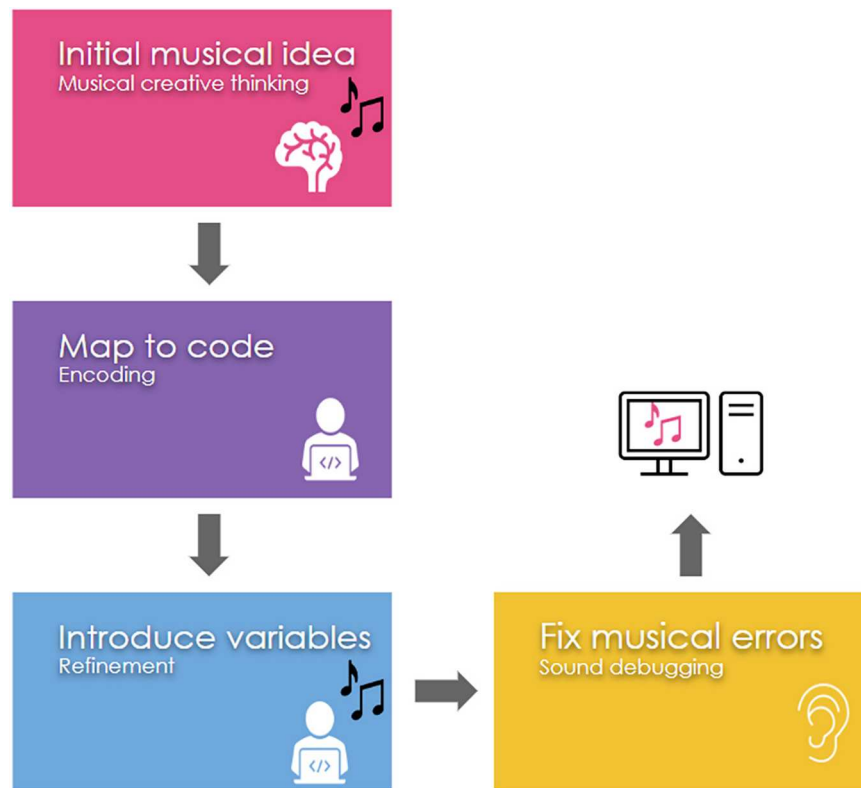 Initial musical idea
Musical creative thinking
Map to code
Encoding
</>
Introduce variables
Refinement
</>
Fix musical errors
Sound debugging